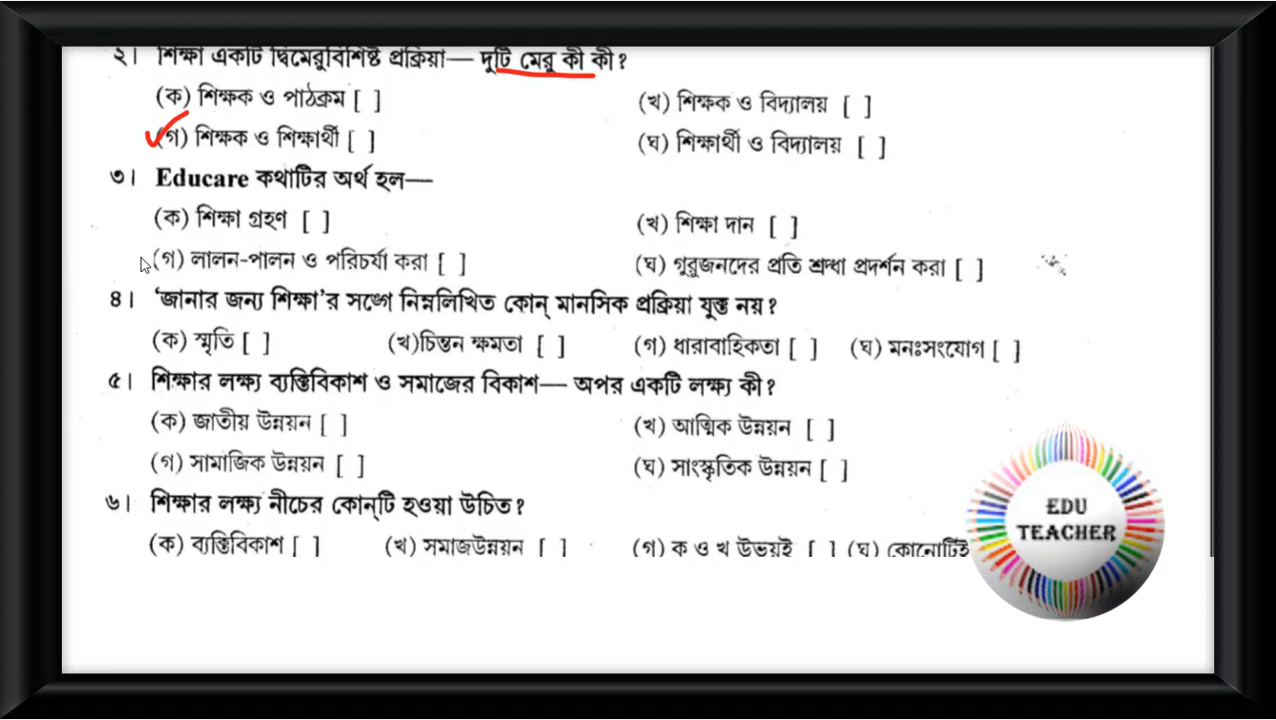 ২। শিক্ষা একটি দ্বিমেরুবিশিষ্ট প্রক্রিয়া— দুটি মেরু কী কী?
(ক) শিক্ষক ও পাঠক্রম [ ] (খ) শিক্ষক ও বিদ্যালয় [ ]
(গ) শিক্ষক ও শিক্ষার্থী [ ] (ঘ) শিক্ষার্থী ও বিদ্যালয় [ ]
৩। Educare কথাটির অর্থ হল—
(ক) শিক্ষা গ্রহণ [ ] (খ) শিক্ষা দান [ ]
(গ) লালন-পালন ও পরিচর্যা করা [ ] (ঘ) গুরুজনদের প্রতি শ্রদ্ধা প্রদর্শন করা [ ]
৪। ‘জানার জন্য শিক্ষা’র সঙ্গে নিম্নলিখিত কোন্ মানসিক প্রক্রিয়া যুক্ত নয়?
(ক) স্মৃতি [ ] (খ)চিন্তন ক্ষমতা [ ] (গ) ধারাবাহিকতা [ ] (ঘ) মনঃসংযোগ [ ]
৫। শিক্ষার লক্ষ্য ব্যক্তিবিকাশ ও সমাজের বিকাশ— অপর একটি লক্ষ্য কী?
(ক) জাতীয় উন্নয়ন [ ] (খ) আত্মিক উন্নয়ন [ ]
(গ) সামাজিক উন্নয়ন [ ] (ঘ) সাংস্কৃতিক উন্নয়ন [ ]
৬। শিক্ষার লক্ষ্য নীচের কোন্‌টি হওয়া উচিত?
(ক) ব্যক্তিবিকাশ [ ] (খ) সমাজউন্নয়ন [ ] (গ) ক ও খ উভয়ই [ ] (ঘ) কোনোটিই
EDU
TEACHER